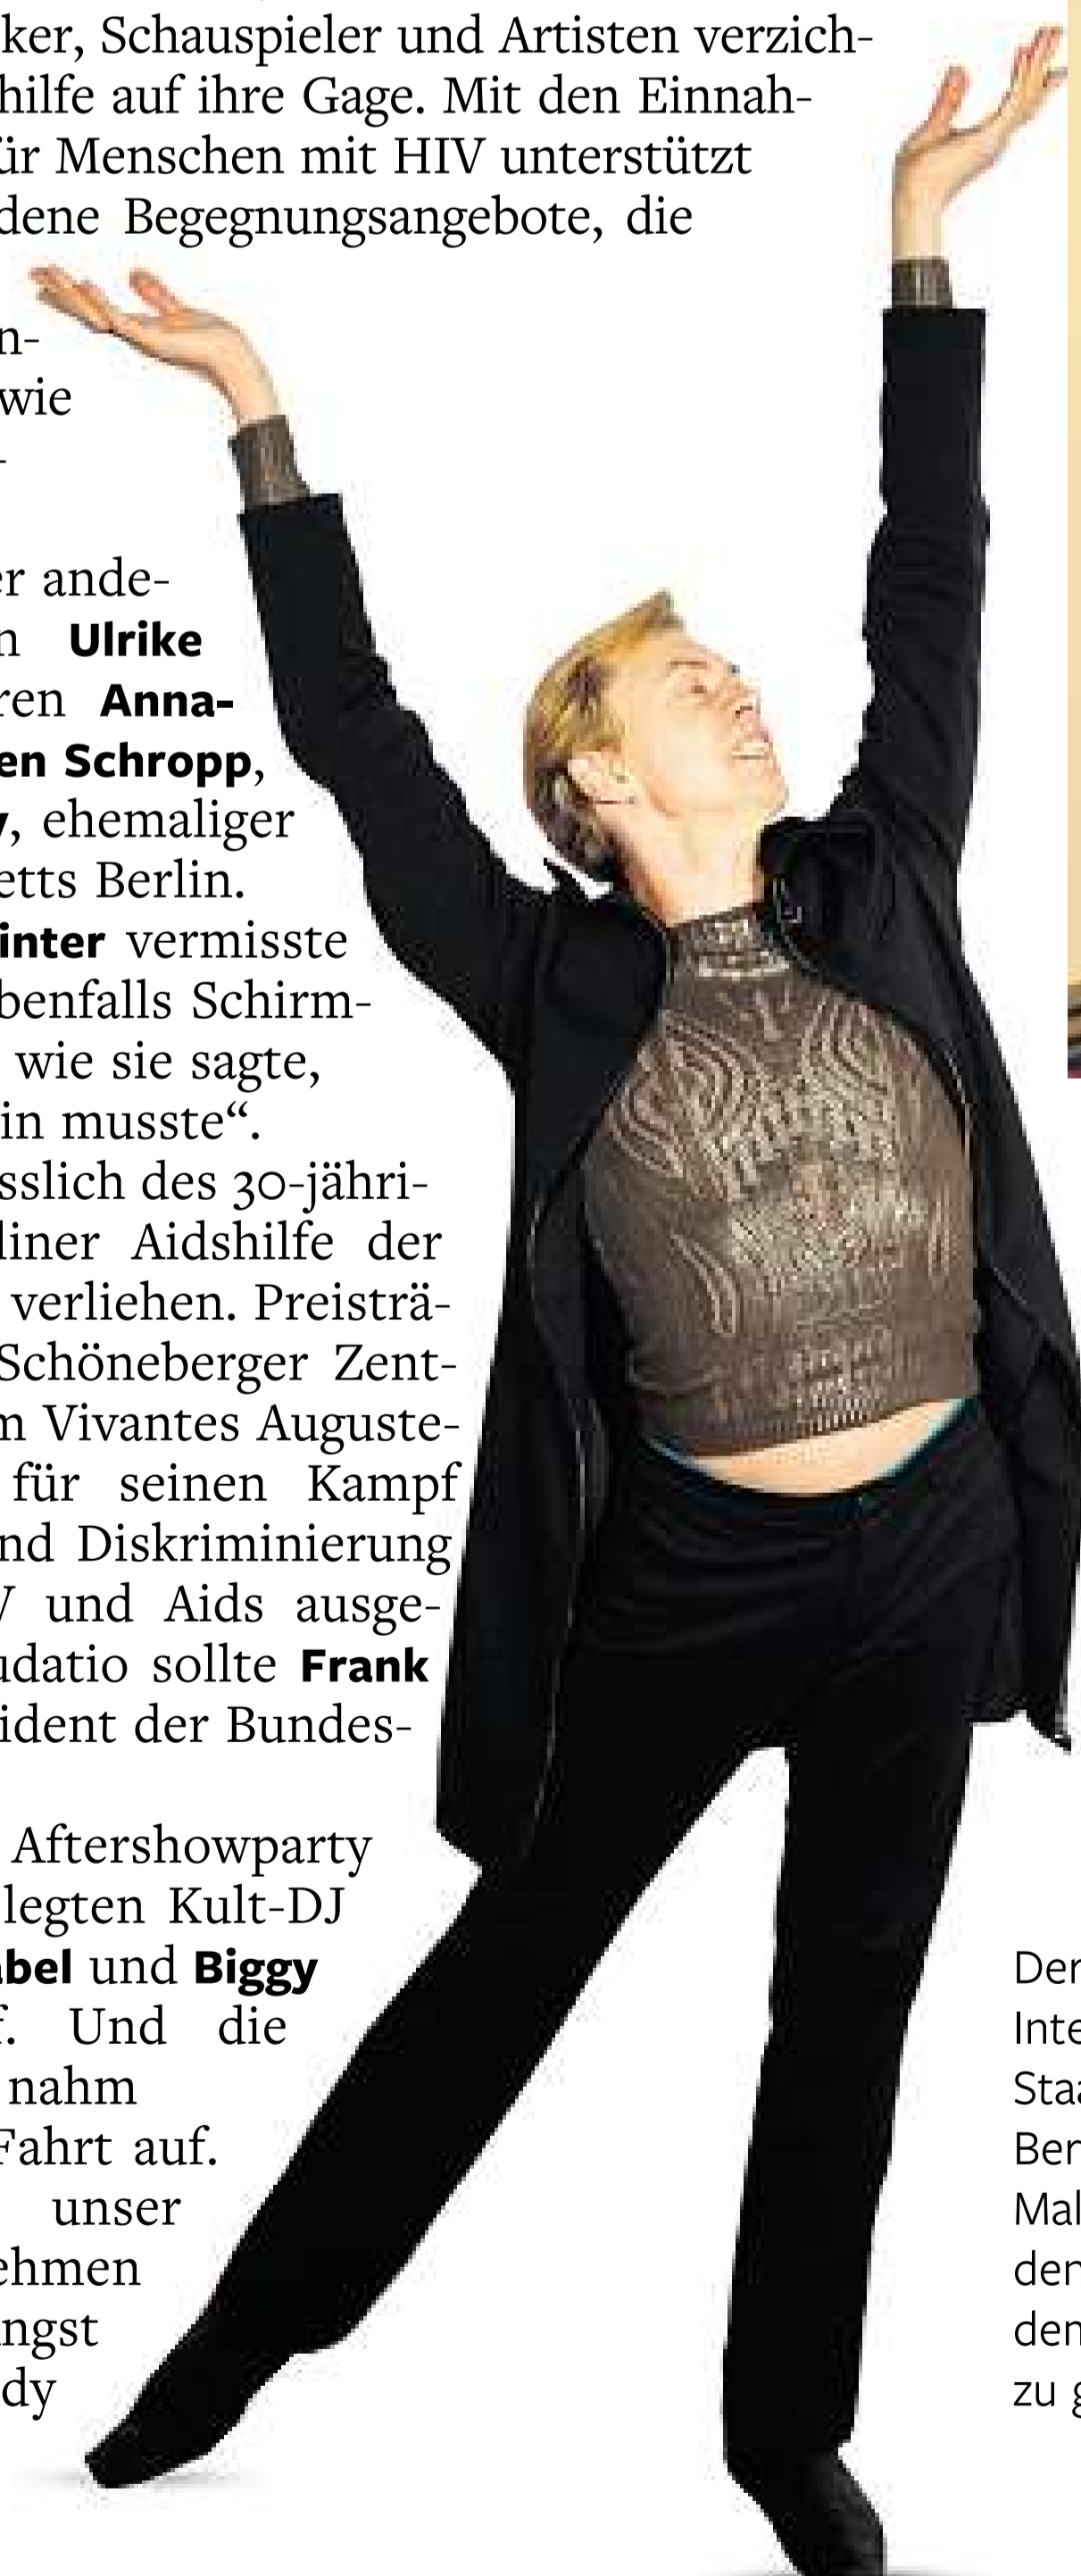 ker, Schauspieler und Artisten verzich-
hilfe auf ihre Gage. Mit den Einnah-
ür Menschen mit HIV unterstützt
dene Begegnungsangebote, die
n-
wie
-
er ande-
n Ulrike
ren Anna-
en Schropp,
y, ehemaliger
etts Berlin.
inter vermisste
benfalls Schirm-
wie sie sagte,
in musste“.
sslich des 30-jähri-
liner Aidshilfe der
verliehen. Preisträ-
Schöneberger Zent-
m Vivantes Auguste-
für seinen Kampf
nd Diskriminierung
V und Aids ausge-
udatio sollte Frank
ident der Bundes-
Aftershowparty
legten Kult-DJ
abel und Biggy
f. Und die
nahm
Fahrt auf.
unser
ehmen
ngst
dy
Der
Inte
Staa
Ber
Mal
den
den
zu g